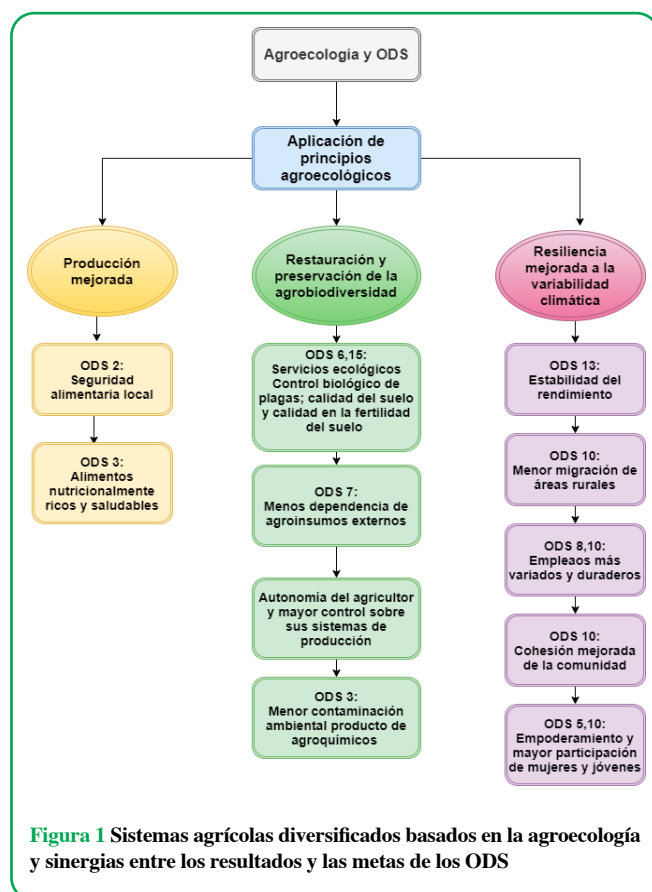 Agroecología y ODS
Aplicación de
principios
agroecológicos
Producción
mejorada
ODS 2:
Seguridad
alimentaria local
ODS 3:
Alimentos
nutricionalmente
ricos y saludables
Restauración y
preservación de la
agrobiodiversidad
ODS 6,15:
Servicios ecológicos
Control biológico de
plagas; calidad del suelo
y calidad en la fertilidad
del suelo
ODS 7:
Menos dependencia de
agroinsumos externos
Autonomía del agricultor
y mayor control sobre
sus sistemas de
producción
ODS 3:
Menor contaminación
ambiental producto de
agroquímicos
Resiliencia
mejorada a la
variabilidad
climática
ODS 13:
Estabilidad del
rendimiento
ODS 10:
Menor migración de
áreas rurales
ODS 8,10:
Empleaos más
variados y duraderos
ODS 10:
Cohesión mejorada
de la comunidad
ODS 5,10:
Empoderamiento y
mayor participación
de mujeres y jóvenes
Figura 1 Sistemas agrícolas diversificados basados en la agroecología
y sinergias entre los resultados y las metas de los ODS